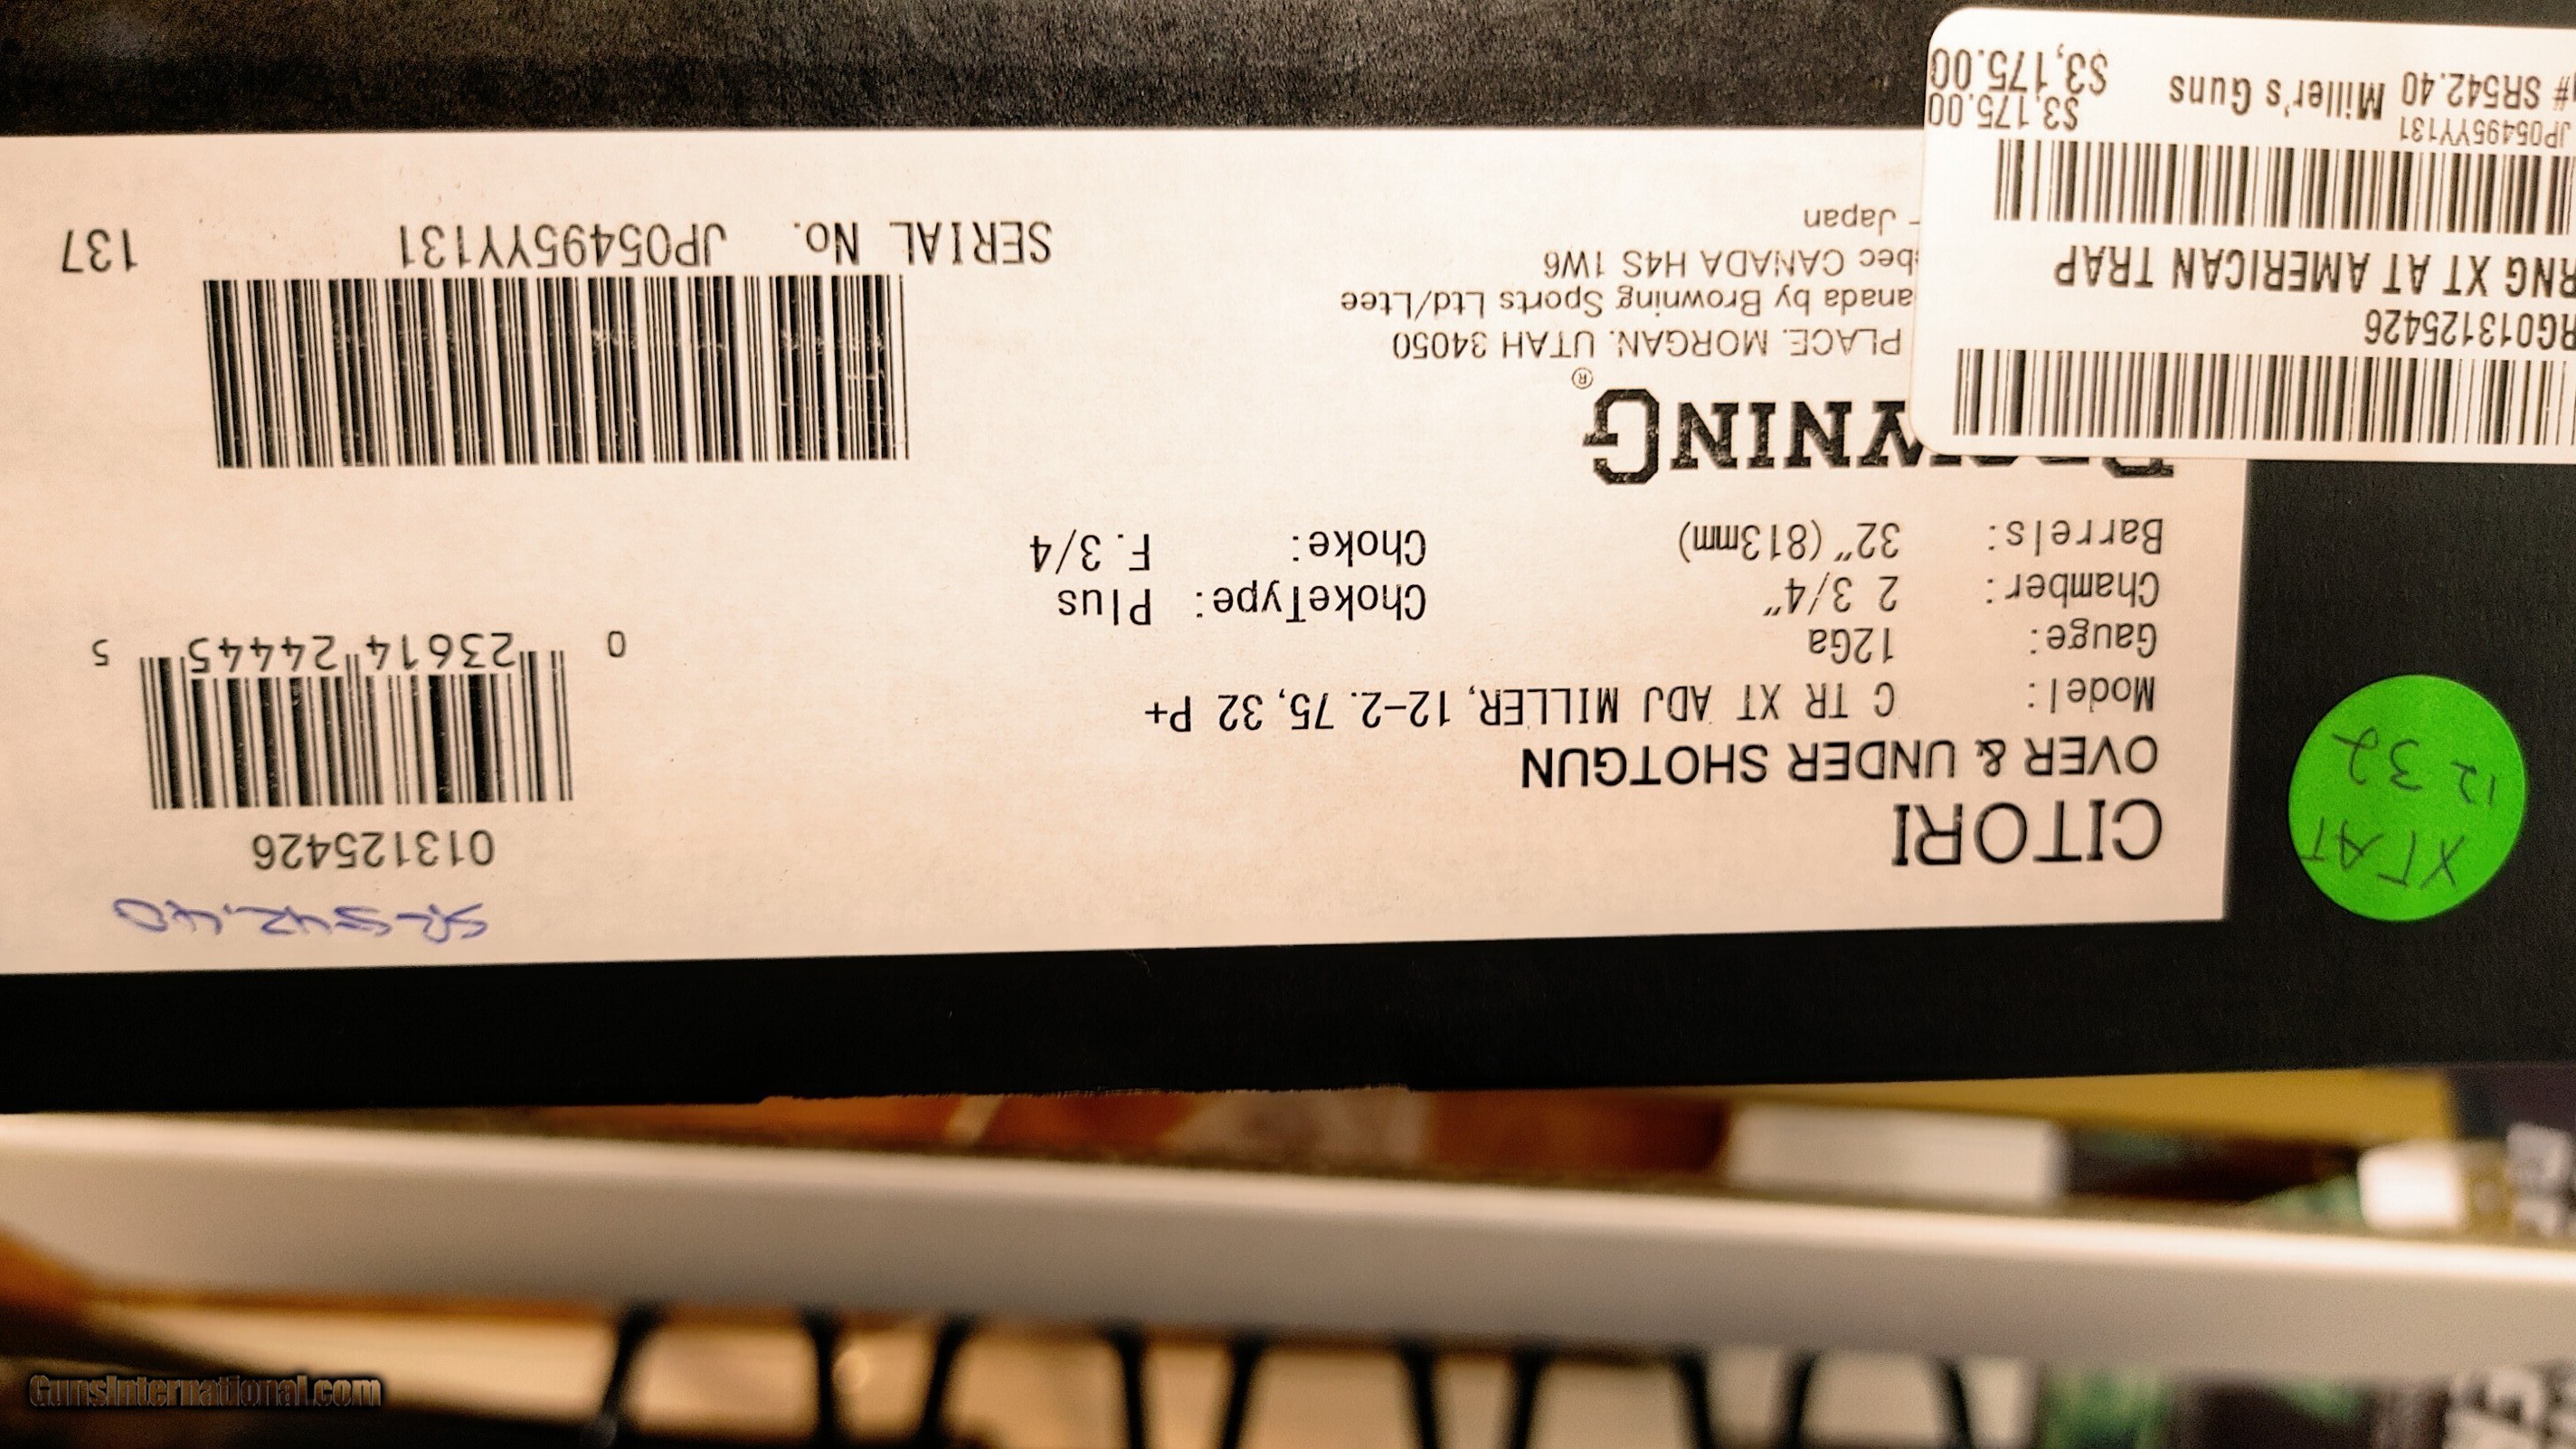 SR542.40
013125426
0 23614 24445 5
CITORI
OVER & UNDER SHOTGUN
Model: C TR XT ADJ MILLER, 12-2.75, 32 P+
Gauge: 12Ga
Chamber: 2 3/4" ChokeType: Plus
Barrels: 32" (813mm) Choke: F. 3/4
BROWNING®
PLACE. MORGAN. UTAH 34050
anada by Browning Sports Ltd/Ltee
bec CANADA H4S 1W6
- Japan
SERIAL No. JP05495YY131 137
XT AT
12 32
RG013125426
RNG XT AT AMERICAN TRAP
JP05495YY131 $3,175.00
# SR542.40 Miller's Guns $3,175.00
GunsInternational.com